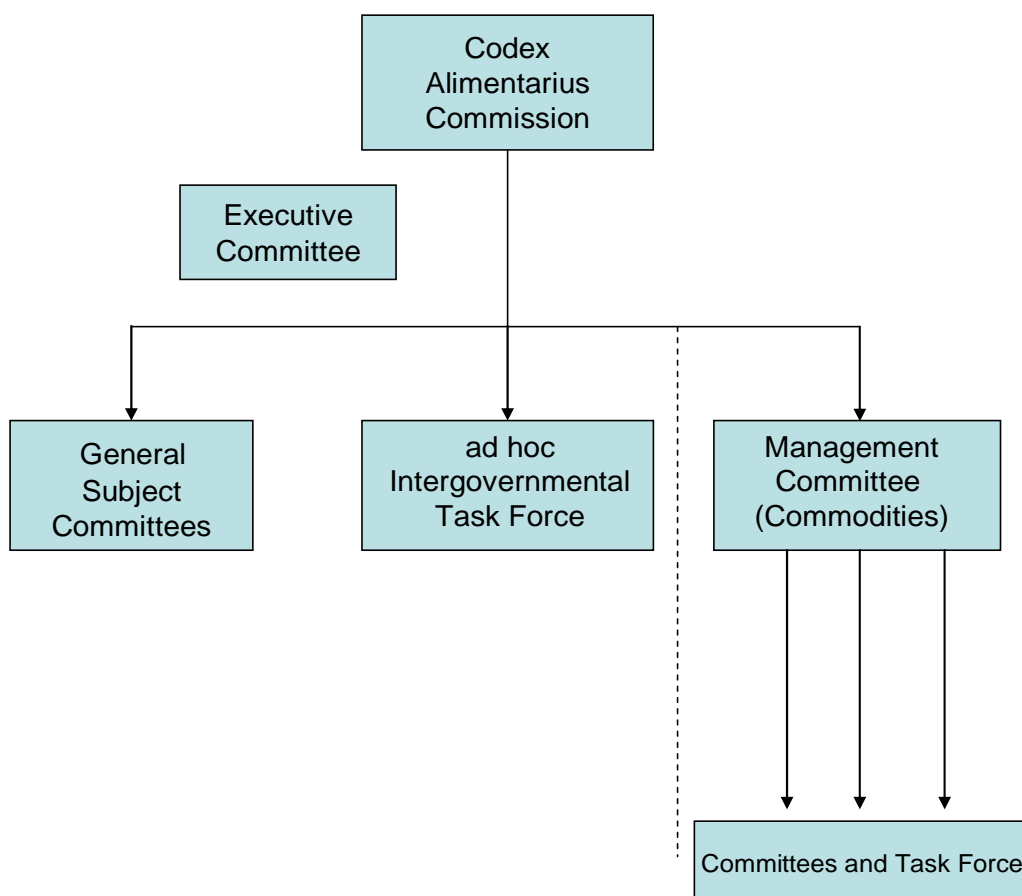 Codex
Alimentarius
Commission
Executive
Committee
General
Subject
Committees
ad hoc
Intergovernmental
Task Force
Management
Committee
(Commodities)
Committees and Task Force